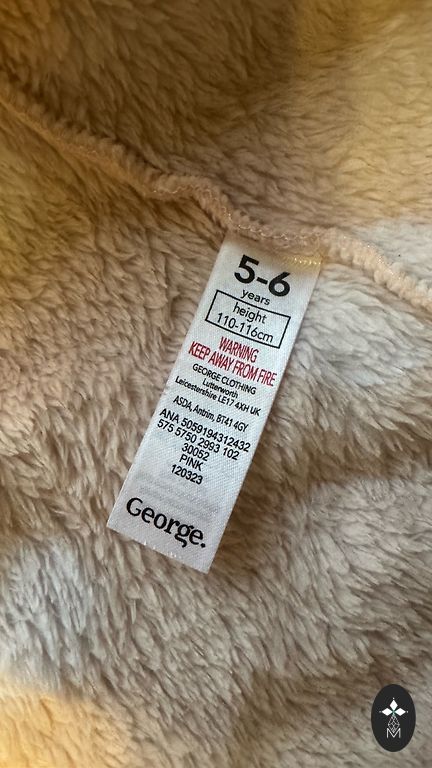 5-6
years
height
110-116cm
WARNING
KEEP AWAY FROM FIRE
GEORGE CLOTHING
Lutterworth
Leicestershire LE17 4XH UK
ASDA, Antrim, BT41 4GY
ANA 5059194312432
575 5750 2993 102
30052
PINK
120323
George.
M